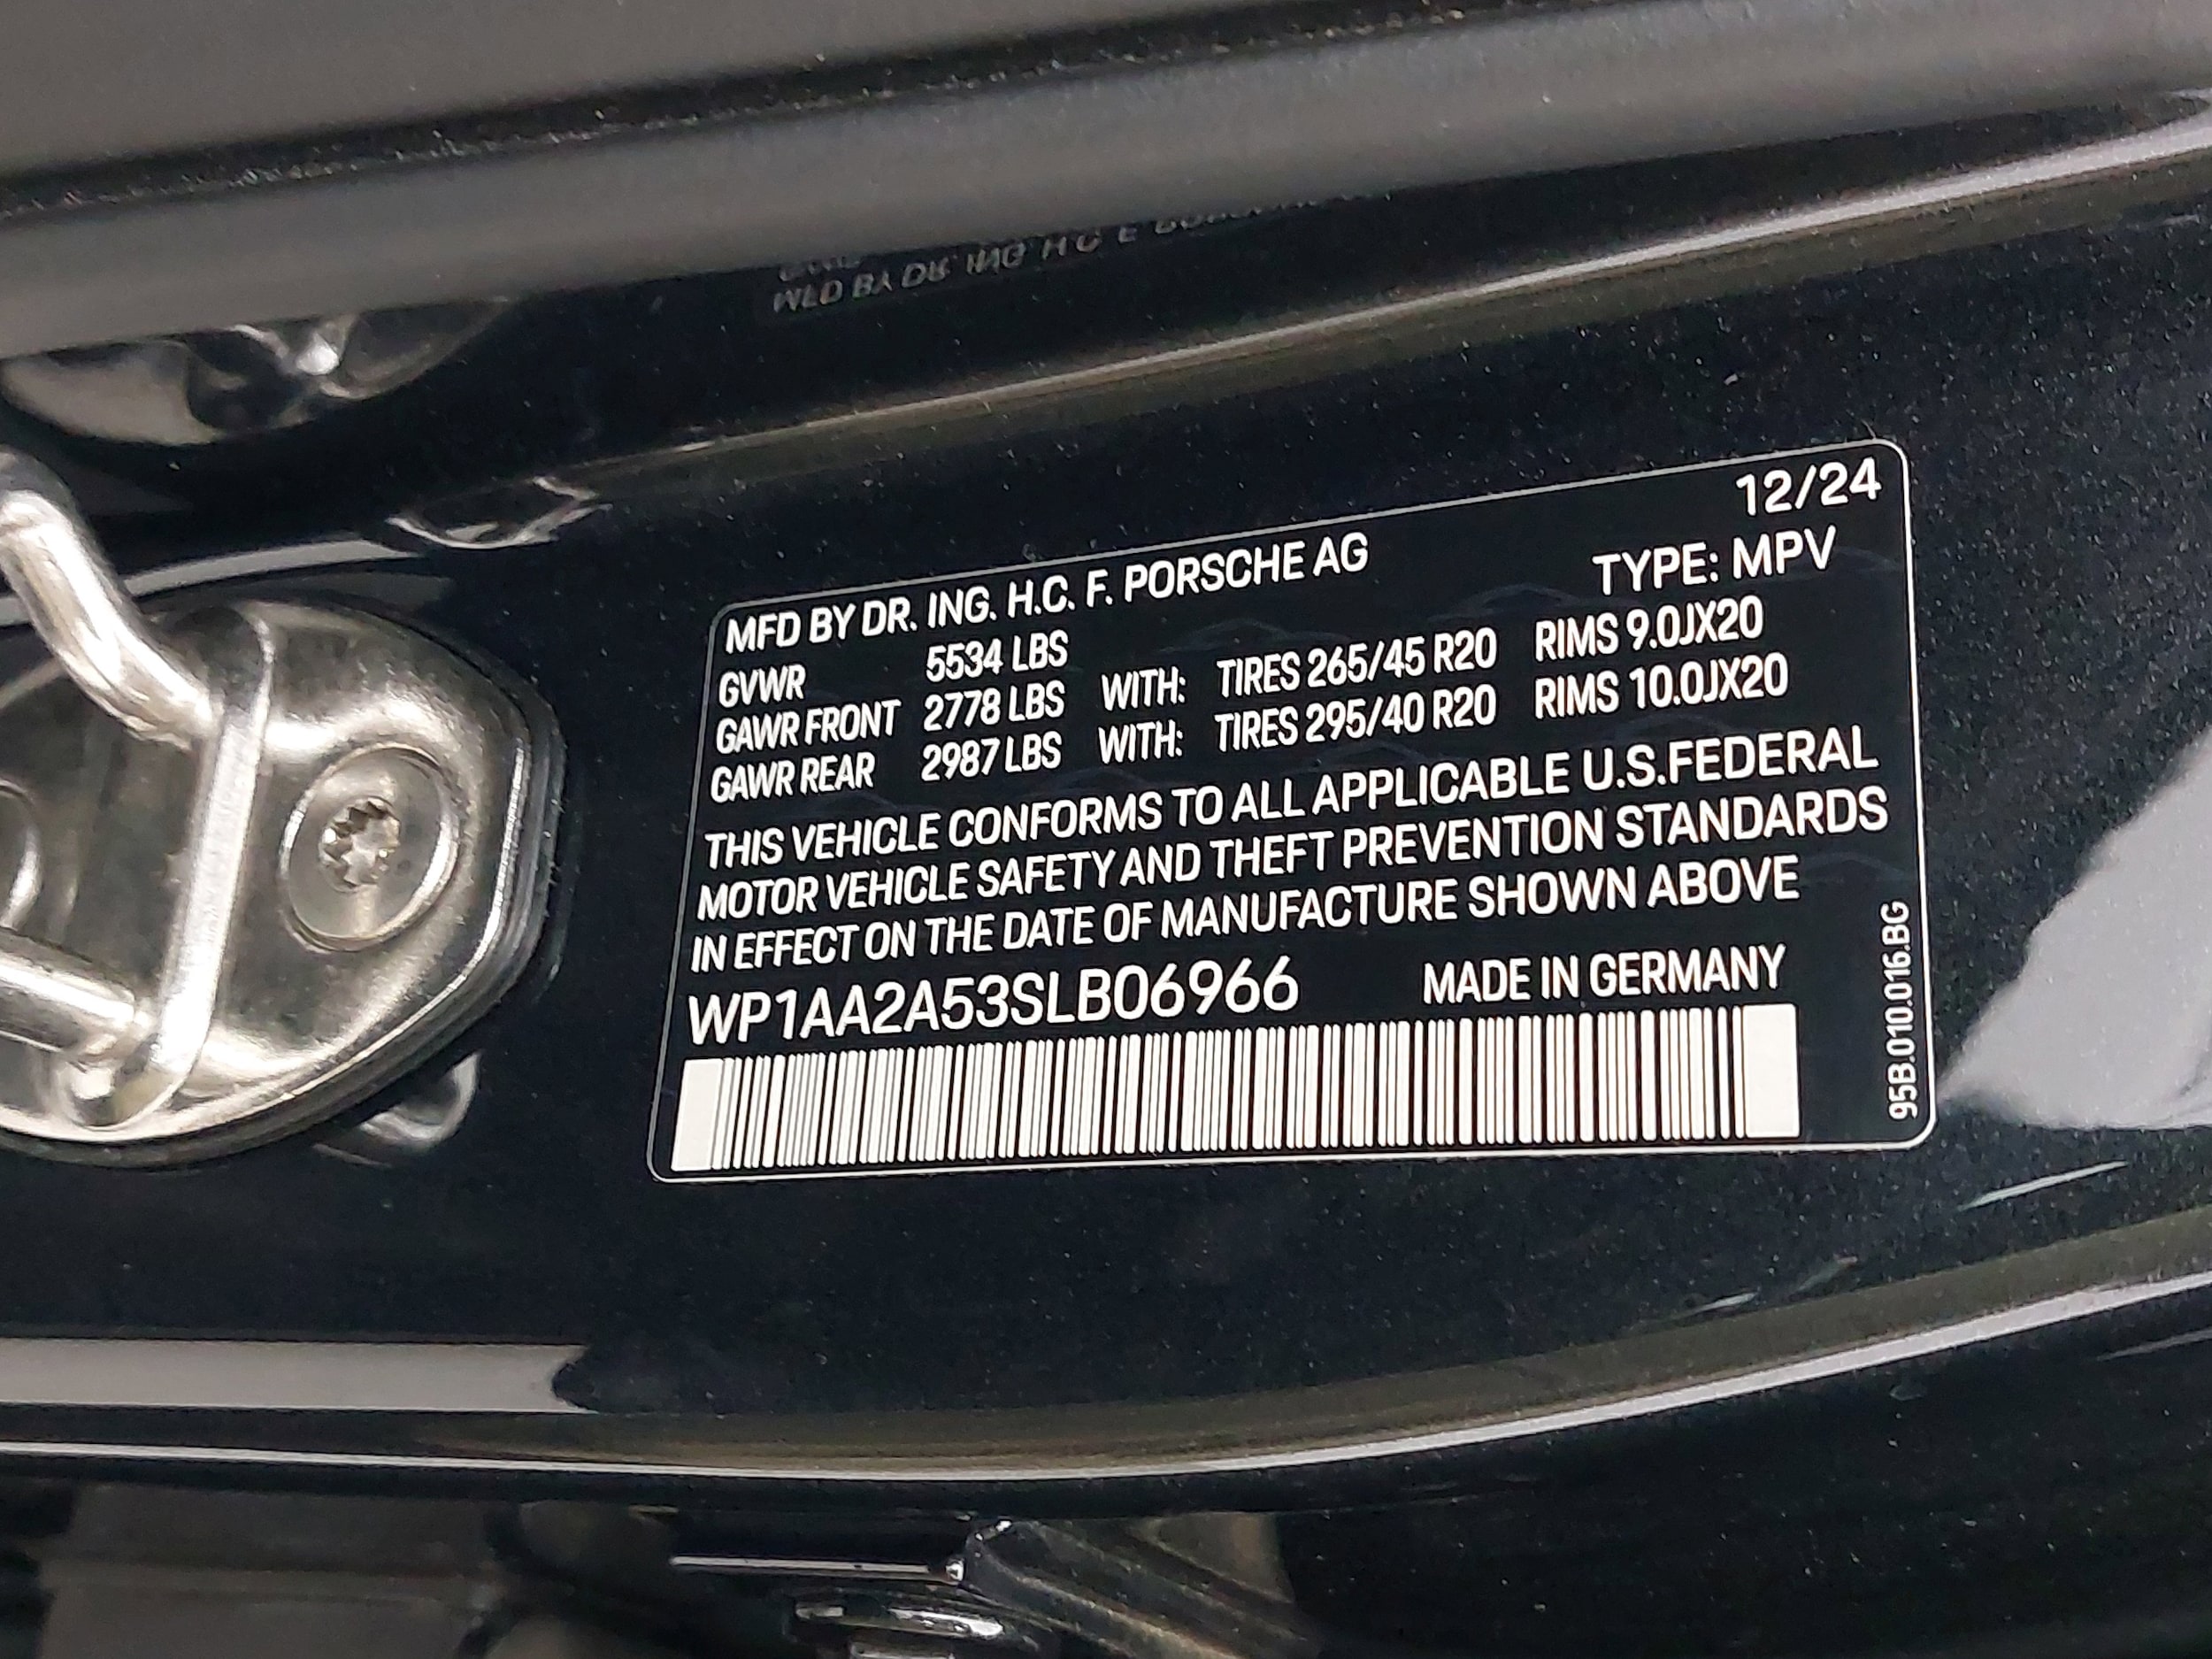 12/24
MFD BY DR. ING. H.C. F. PORSCHE AG TYPE: MPV
GVWR 5534 LBS
GAWR FRONT 2778 LBS WITH: TIRES 265/45 R20 RIMS 9.0JX20
GAWR REAR 2987 LBS WITH: TIRES 295/40 R20 RIMS 10.0JX20
THIS VEHICLE CONFORMS TO ALL APPLICABLE U.S.FEDERAL
MOTOR VEHICLE SAFETY AND THEFT PREVENTION STANDARDS
IN EFFECT ON THE DATE OF MANUFACTURE SHOWN ABOVE
WP1AA2A53SLB06966 MADE IN GERMANY
95B.010.016.BG